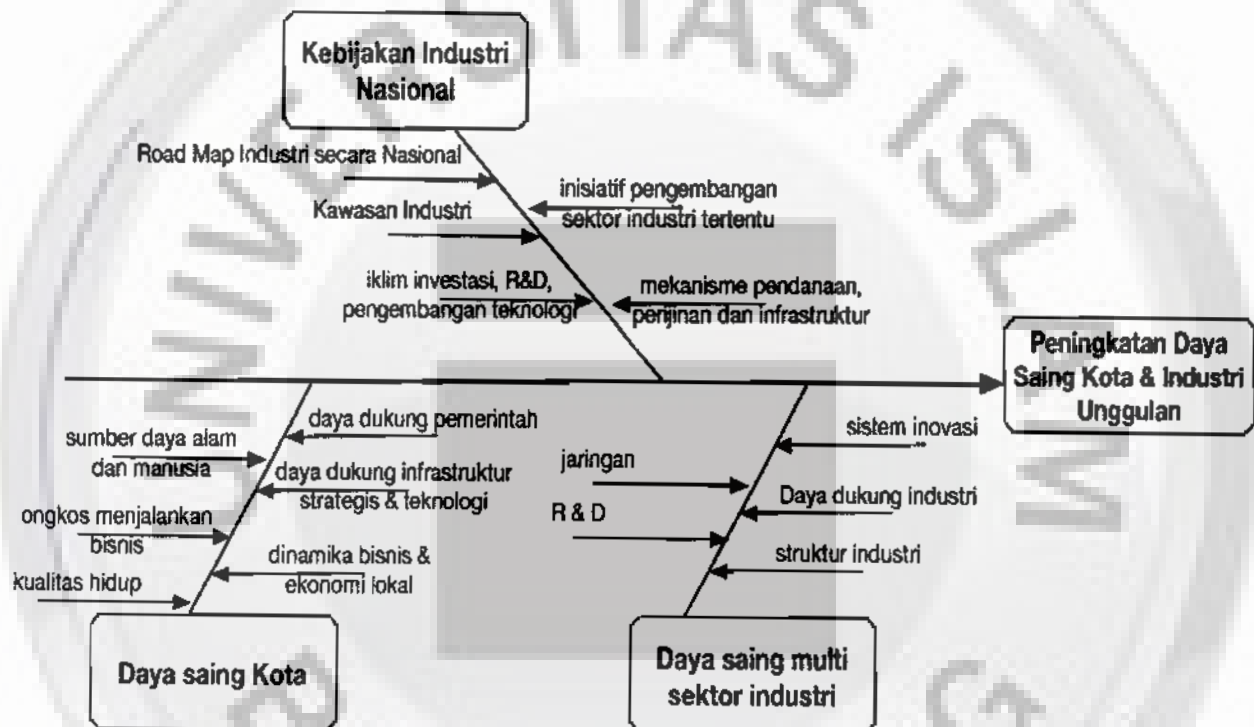 UNIVERSITAS ISLAM
Kebijakan Industri
Nasional
Road Map Industri secara Nasional
Kawasan Industri
inisiatif pengembangan
sektor industri tertentu
iklim investasi, R&D,
pengembangan teknologi
mekanisme pendanaan,
perijinan dan infrastruktur
Peningkatan Daya
Saing Kota & Industri
Unggulan
daya dukung pemerintah
sumber daya alam
dan manusia
daya dukung infrastruktur
strategis & teknologi
ongkos menjalankan
bisnis
dinamika bisnis &
ekonomi lokal
kualitas hidup
Daya saing Kota
sistem inovasi
jaringan
Daya dukung industri
R & D
struktur industri
Daya saing multi
sektor industri